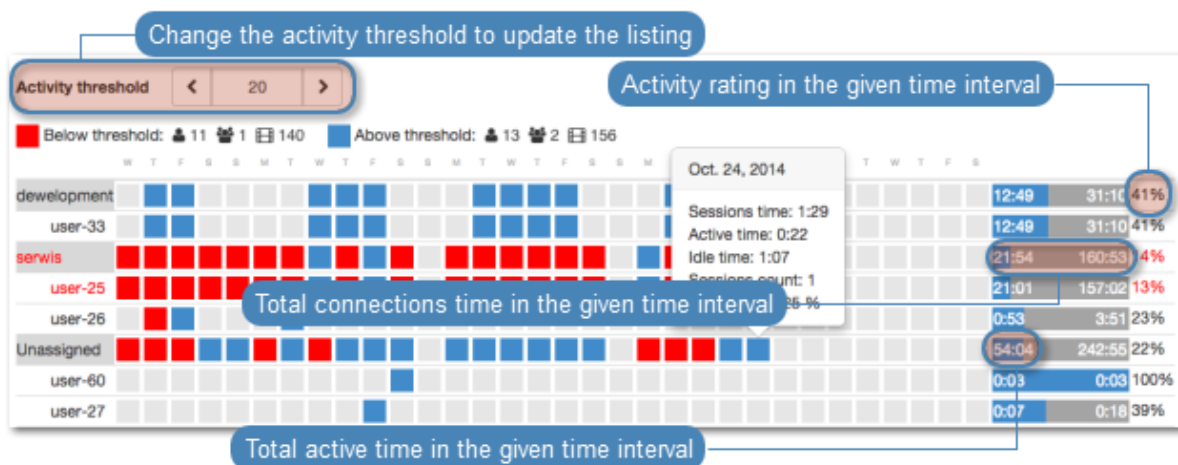 Change the activity threshold to update the listing
Activity threshold 20
Activity rating in the given time interval
Below threshold: 11 1 140 Above threshold: 13 2 156
W T F S S M T W T F S S M T W T F S S M T W T F S
Oct. 24, 2014
Sessions time: 1:29
Active time: 0:22
Idle time: 1:07
Sessions count: 1
25 %
dewelopment 12:49 31:10 41%
user-33 12:49 31:10 41%
serwis 21:54 160:53 4%
user-25 21:01 157:02 13%
Total connections time in the given time interval
user-26 0:53 3:51 23%
Unassigned 54:04 242:55 22%
user-60 0:03 0:03 100%
user-27 0:07 0:18 39%
Total active time in the given time interval